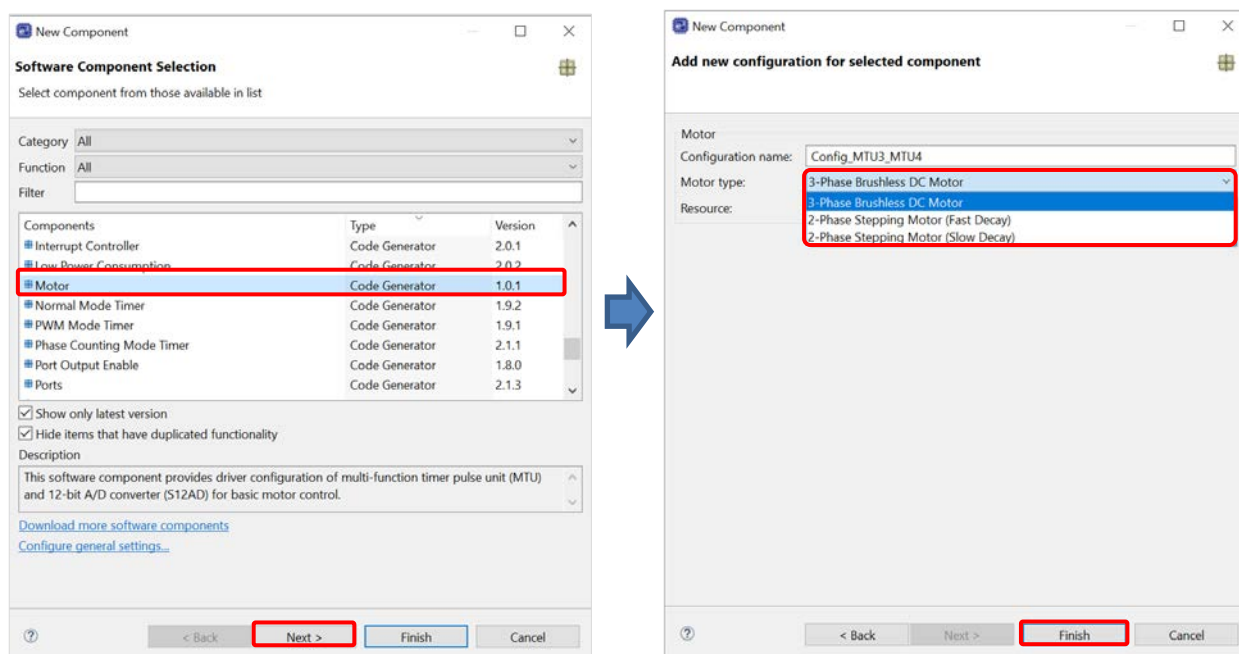 New Component
Software Component Selection
Select component from those available in list
Category All
Function All
Filter
Components Type Version
Interrupt Controller Code Generator 2.0.1
Low Power Consumption Code Generator 2.0.2
Motor Code Generator 1.0.1
Normal Mode Timer Code Generator 1.9.2
PWM Mode Timer Code Generator 1.9.1
Phase Counting Mode Timer Code Generator 2.1.1
Port Output Enable Code Generator 1.8.0
Ports Code Generator 2.1.3
Show only latest version
Hide items that have duplicated functionality
Description
This software component provides driver configuration of multi-function timer pulse unit (MTU)
and 12-bit A/D converter (S12AD) for basic motor control.
Download more software components
Configure general settings...
? < Back Next > Finish Cancel
New Component
Add new configuration for selected component
Motor
Configuration name: Config_MTU3_MTU4
Motor type: 3-Phase Brushless DC Motor
Resource: 3-Phase Brushless DC Motor
2-Phase Stepping Motor (Fast Decay)
2-Phase Stepping Motor (Slow Decay)
? < Back Next > Finish Cancel